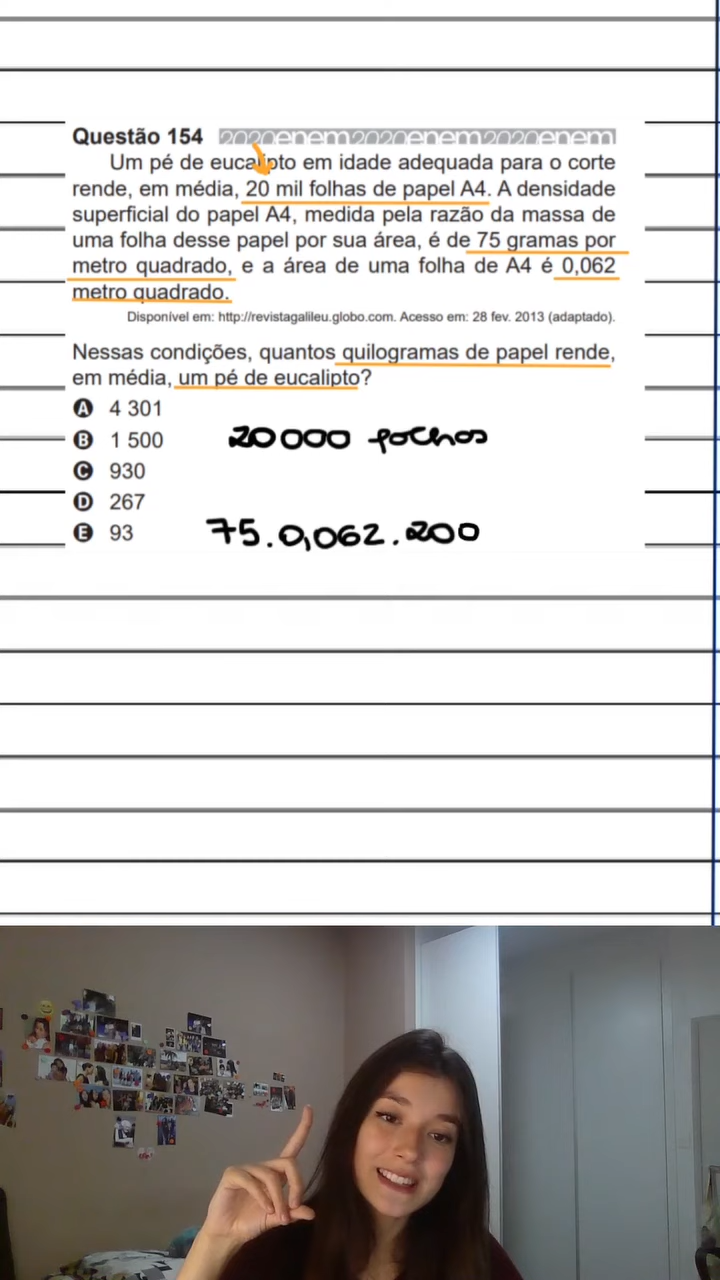 Questão 154 2020enem2020enem2020enem
Um pé de eucalipto em idade adequada para o corte
rende, em média, 20 mil folhas de papel A4. A densidade
superficial do papel A4, medida pela razão da massa de
uma folha desse papel por sua área, é de 75 gramas por
metro quadrado, e a área de uma folha de A4 é 0,062
metro quadrado.
Disponível em: http://revistagalileu.globo.com. Acesso em: 28 fev. 2013 (adaptado).
Nessas condições, quantos quilogramas de papel rende,
em média, um pé de eucalipto?
A 4 301
B 1 500
C 930
D 267
E 93
20000 folhas
75.0,062.200